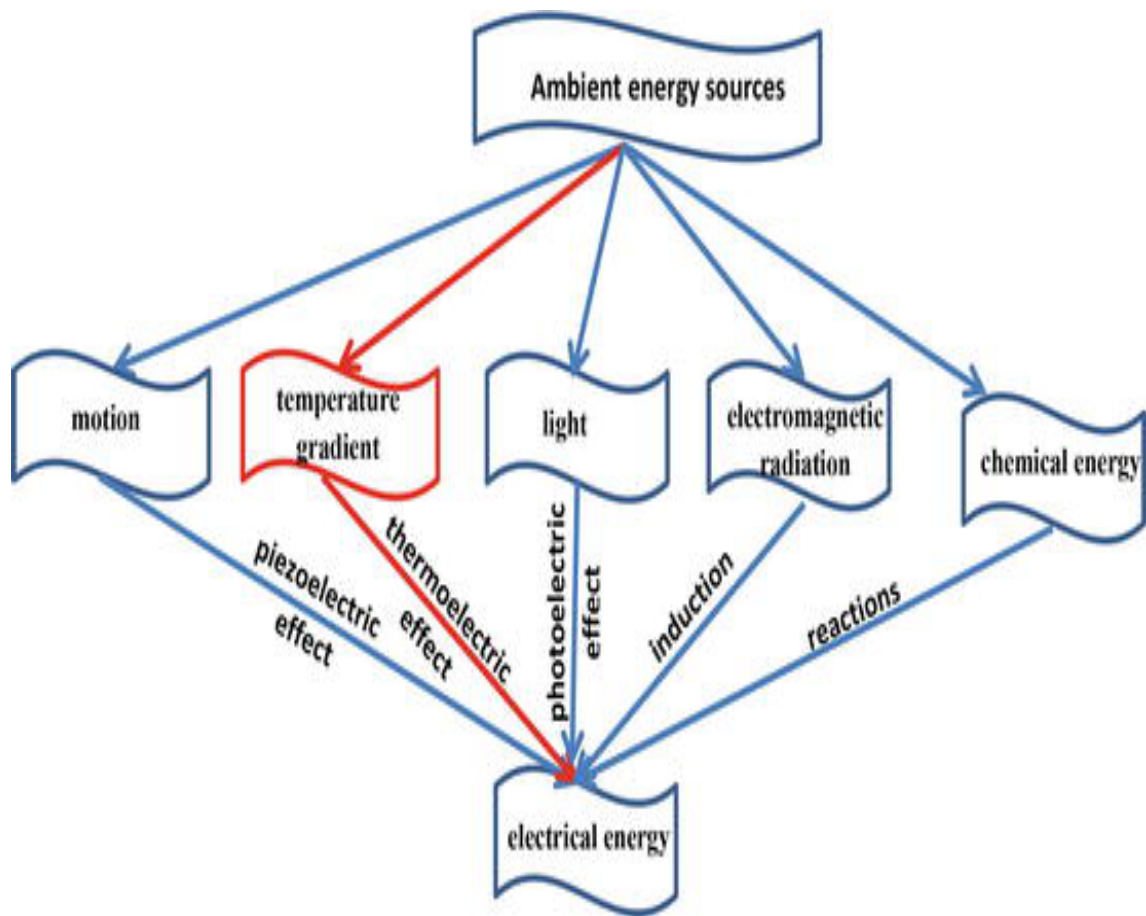 Ambient energy sources
motion
temperature
gradient
light
electromagnetic
radiation
chemical energy
piezoelectric
effect
thermoelectric
effect
photoelectric
effect
induction
reactions
electrical energy